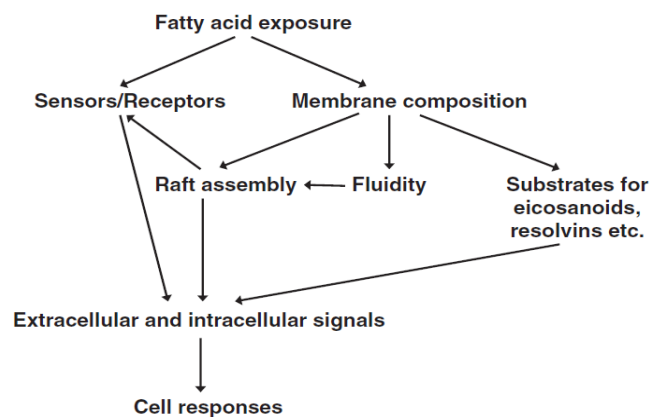 Fatty acid exposure
Sensors/Receptors
Membrane composition
Raft assembly
Fluidity
Substrates for
eicosanoids,
resolvins etc.
Extracellular and intracellular signals
Cell responses